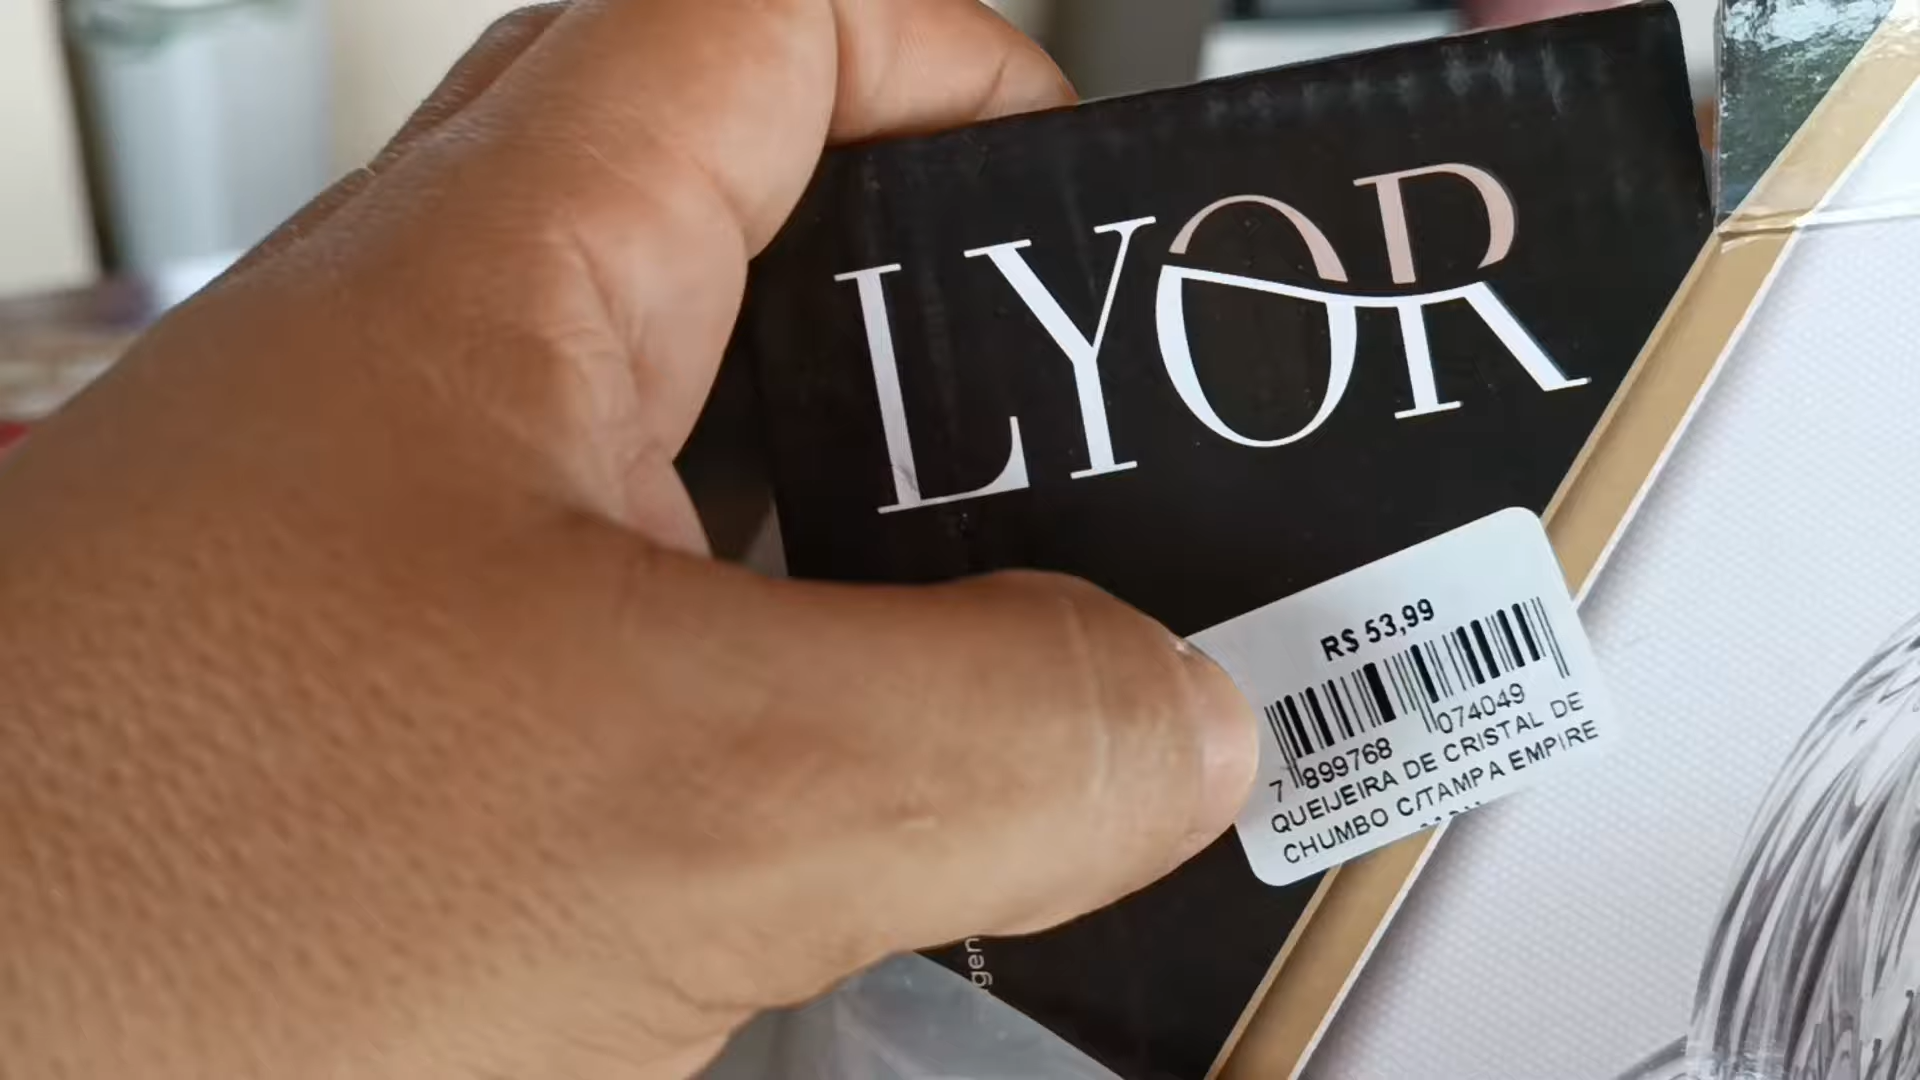 LYOR
R$ 53,99
7 899768 074049
QUEIJEIRA DE CRISTAL DE
CHUMBO C/TAMPA EMPIRE